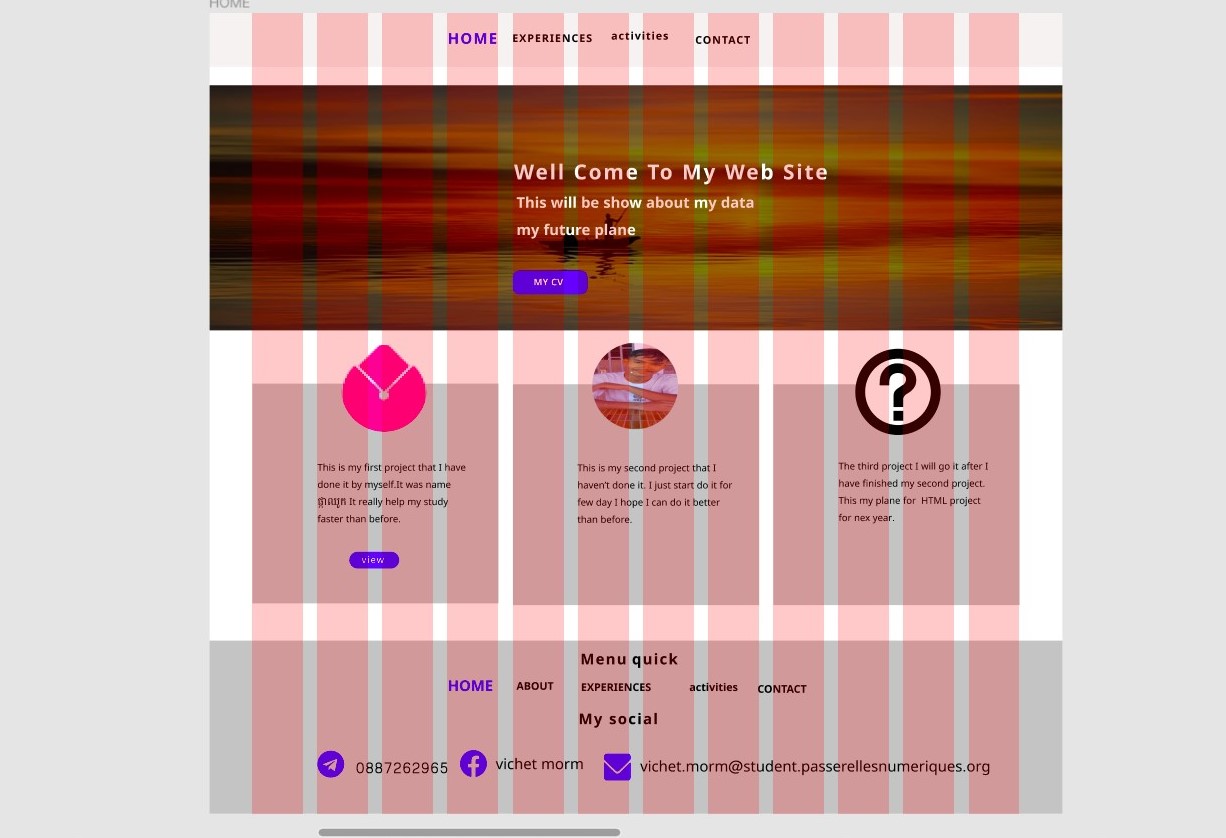 HOME
HOME EXPERIENCES activities CONTACT
Well Come To My Web Site
This will be show about my data
my future plane
MY CV
This is my first project that I have
done it by myself.It was name
It really help my study
faster than before.
view
This is my second project that I
haven't done it. I just start do it for
few day I hope I can do it better
than before.
The third project I will go it after I
have finished my second project.
This my plane for  HTML project
for nex year.
Menu quick
HOME ABOUT EXPERIENCES activities CONTACT
My social
0887262965 vichet morm vichet.morm@student.passerellesnumeriques.org